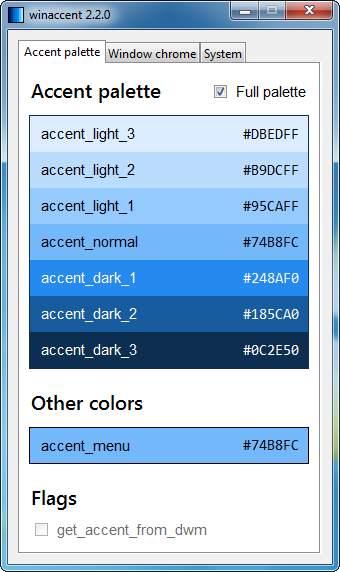 winaccent 2.2.0
Accent palette Window chrome System
Accent palette Full palette
accent_light_3 #DBEDFF
accent_light_2 #B9DCFF
accent_light_1 #95CAFF
accent_normal #74B8FC
accent_dark_1 #248AF0
accent_dark_2 #185CA0
accent_dark_3 #0C2E50
Other colors
accent_menu #74B8FC
Flags
get_accent_from_dwm